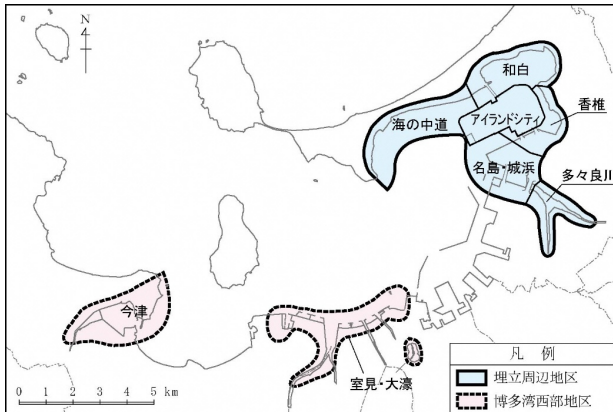 N
和白
香椎
アイランドシティ
海の中道
名島・城浜
多々良川
今津
室見・大濠
凡 例
埋立周辺地区
博多湾西部地区
0 1 2 3 4 5 km